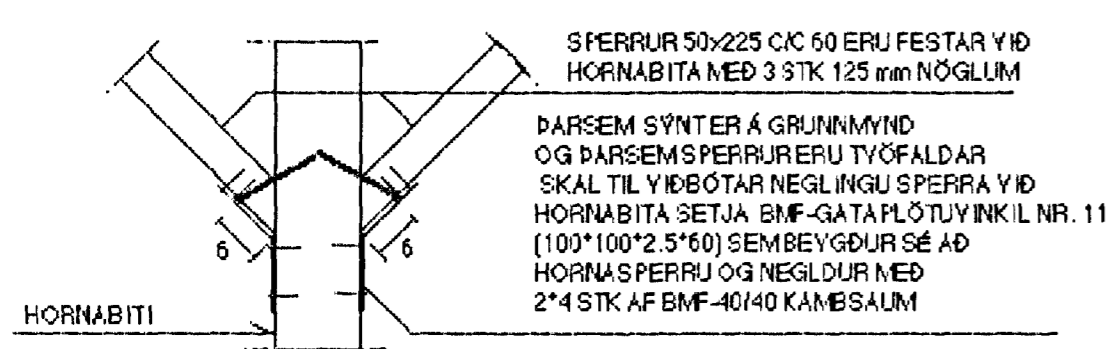 SPERRUR 50x225 C/C 60 ERU FESTAR VIÐ
HORNABITA MEÐ 3 STK 125 mm NÖGLUM
ÞARSEM SÝNT ER Á GRUNNMYND
OG ÞARSEM SPERRUR ERU TVÖFALDAR
SKAL TIL VIÐBÓTAR NEGLINGU SPERRA VIÐ
HORNABITA SETJA BMF-GATAPLÖTUVINKIL NR. 11
(100*100*2.5*60) SEM BEYGÐUR SÉ AÐ
HORNASPERRU OG NEGLDUR MEÐ
2*4 STK AF BMF-40/40 KAMBSAUM
6
6
HORNABITI